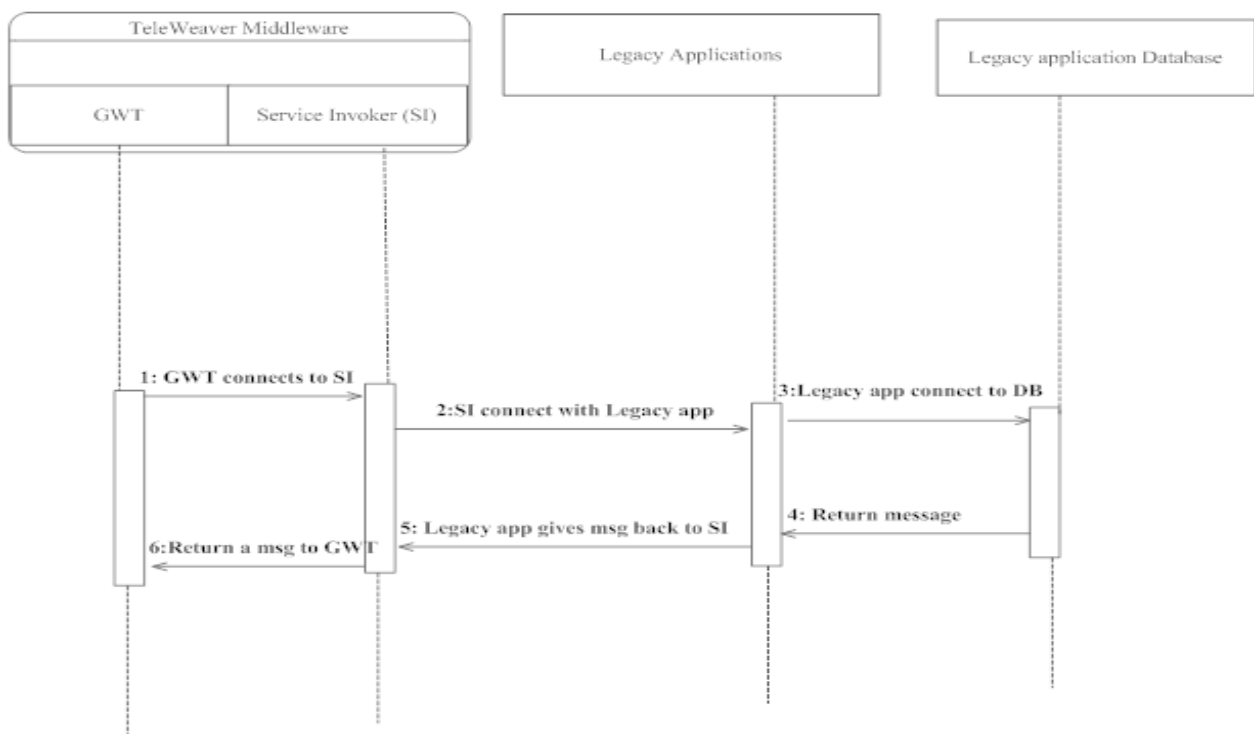 TeleWeaver Middleware
Legacy Applications
Legacy application Database
GWT
Service Invoker (SI)
1: GWT connects to SI
2:SI connect with Legacy app
3:Legacy app connect to DB
4: Return message
5: Legacy app gives msg back to SI
6:Return a msg to GWT